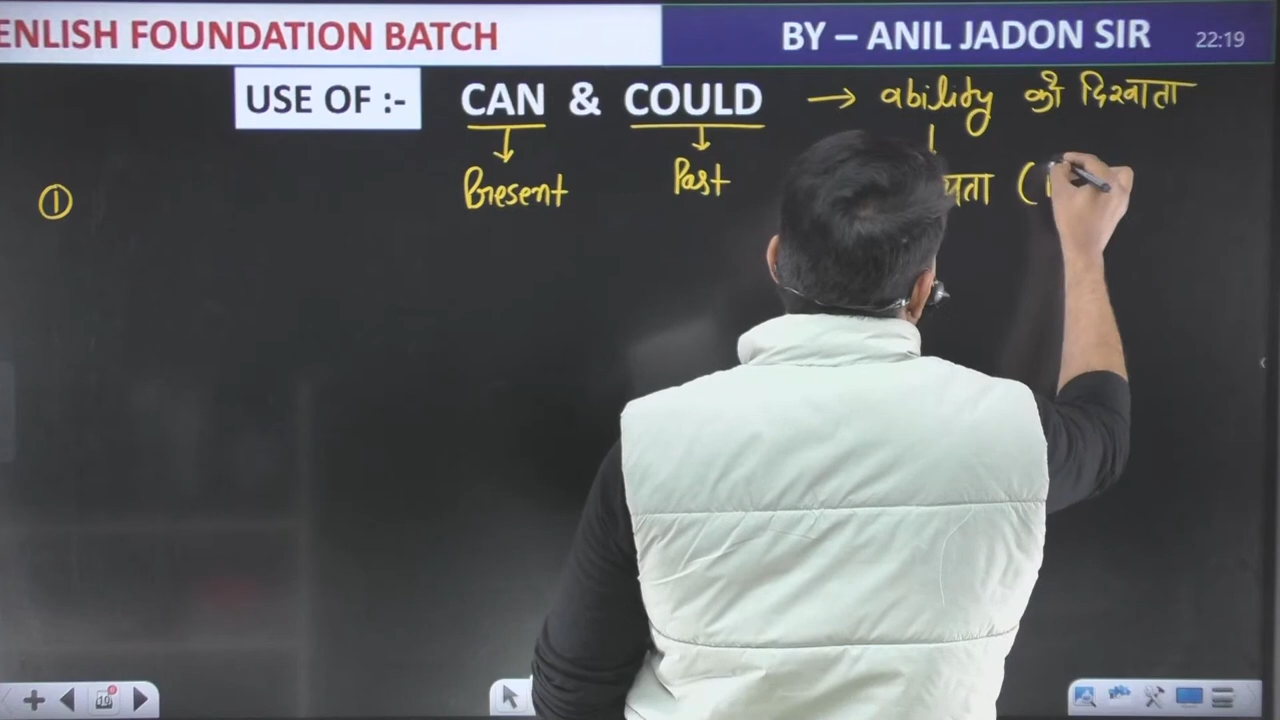 ENLISH FOUNDATION BATCH
BY – ANIL JADON SIR 22:19
USE OF :- CAN & COULD → ability को दिखाता
Present Past
①